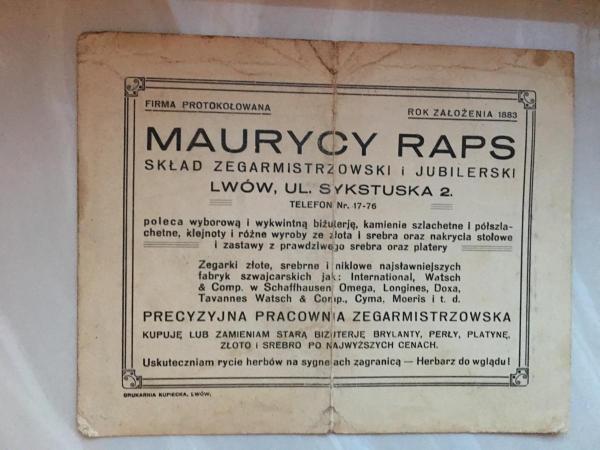 FIRMA PROTOKOŁOWANA
ROK ZAŁOŻENIA 1883
MAURYCY RAPS
SKŁAD ZEGARMISTRZOWSKI i JUBILERSKI
LWÓW, UL. SYKSTUSKA 2.
TELEFON Nr. 17-76
poleca wyborową i wykwintną biżuterję, kamienie szlachetne i półszla-
chetne, klejnoty i różne wyroby ze złota i srebra oraz nakrycia stołowe
i zastawy z prawdziwego srebra oraz platery
Zegarki złote, srebrne i niklowe najsławniejszych
fabryk szwajcarskich jak: International, Watsch
& Comp. w Schaffhausen Omega, Longines, Doxa,
Tavannes Watsch & Comp., Cyma, Moeris i t. d.
PRECYZYJNA PRACOWNIA ZEGARMISTRZOWSKA
KUPUJĘ LUB ZAMIENIAM STARĄ BIŻUTERJĘ BRYLANTY, PERŁY, PLATYNĘ,
ZŁOTO i SREBRO PO NAJWYŻSZYCH CENACH.
Uskuteczniam rycie herbów na sygnetach zagranicą — Herbarz do wglądu!
DRUKARNIA KUPIECKA, LWÓW,